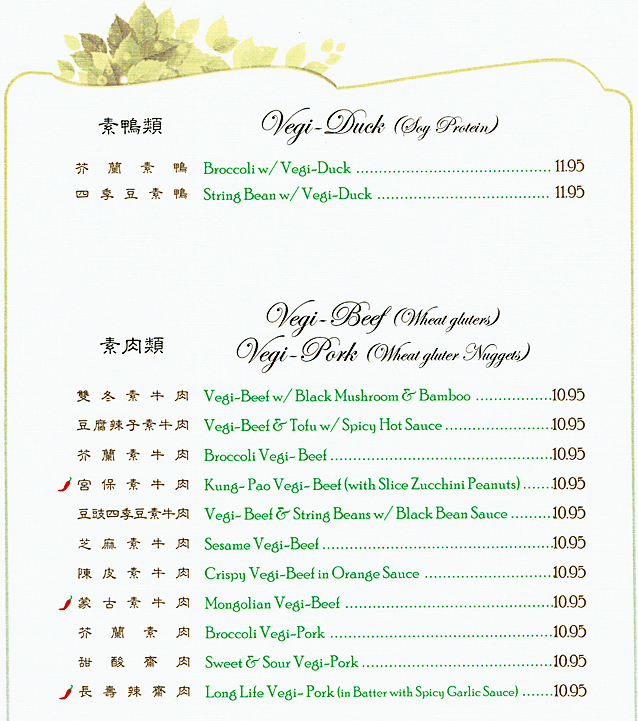 素鴨類 Vegi-Duck (Soy Protein)
芥蘭素鴨 Broccoli w/ Vegi-Duck 11.95
四季豆素鴨 String Bean w/ Vegi-Duck 11.95
Vegi-Beef (Wheat gluters)
素肉類 Vegi-Pork (Wheat gluter Nuggets)
雙冬素牛肉 Vegi-Beef w/ Black Mushroom & Bamboo 10.95
豆腐辣子素牛肉 Vegi-Beef & Tofu w/ Spicy Hot Sauce 10.95
芥蘭素牛肉 Broccoli Vegi- Beef 10.95
宮保素牛肉 Kung- Pao Vegi- Beef (with Slice Zucchini Peanuts) 10.95
豆豉四季豆素牛肉 Vegi- Beef & String Beans w/ Black Bean Sauce 10.95
芝麻素牛肉 Sesame Vegi-Beef 10.95
陳皮素牛肉 Crispy Vegi-Beef in Orange Sauce 10.95
蒙古素牛肉 Mongolian Vegi-Beef 10.95
芥蘭素肉 Broccoli Vegi-Pork 10.95
甜酸齋肉 Sweet & Sour Vegi-Pork 10.95
長壽辣齋肉 Long Life Vegi- Pork (in Batter with Spicy Garlic Sauce) 10.95